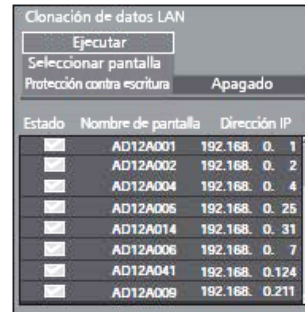 Clonación de datos LAN
Ejecutar
Seleccionar pantalla
Protección contra escritura Apagado
Estado Nombre de pantalla Dirección IP
AD12A001 192.168. 0. 1
AD12A002 192.168. 0. 2
AD12A004 192.168. 0. 4
AD12A005 192.168. 0. 25
AD12A014 192.168. 0. 31
AD12A006 192.168. 0. 7
AD12A041 192.168. 0.124
AD12A009 192.168. 0.211